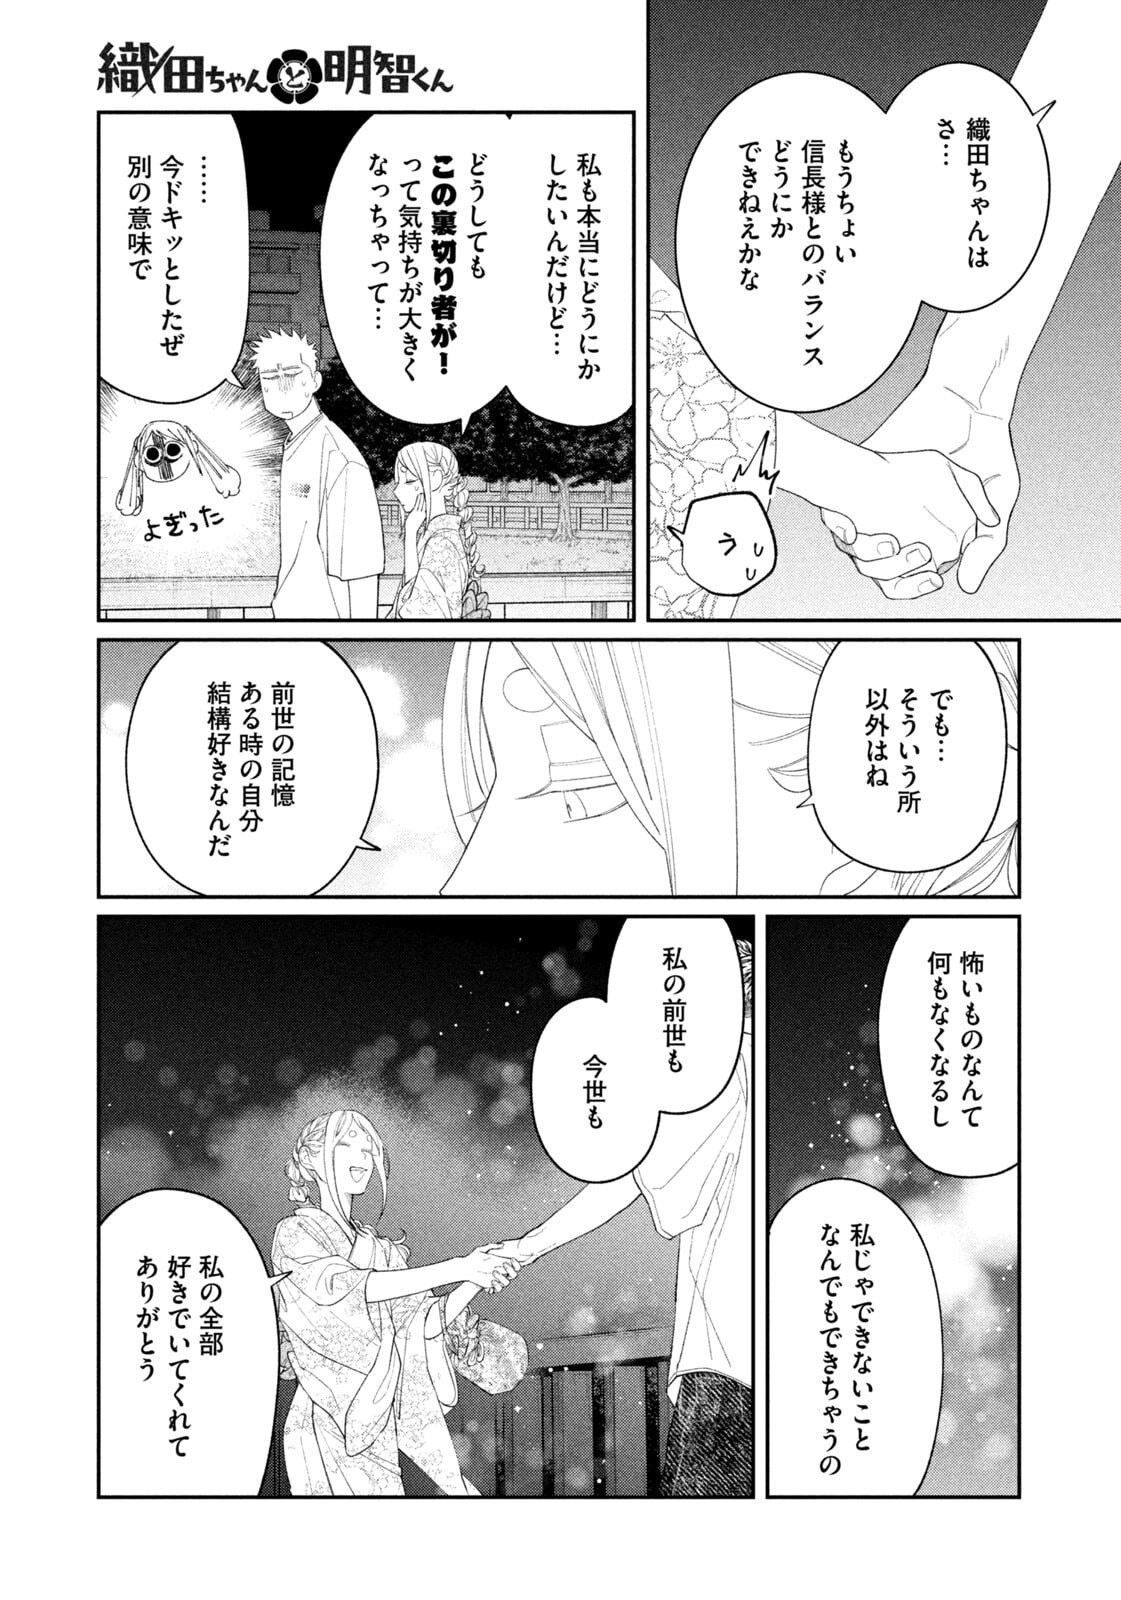 織田ちゃんと明智くん
織田ちゃんは
さ…
もうちょい
信長様とのバランス
どうにか
できねえかな
う
私も本当にどうにか
したいんだけど…
どうしても
この裏切り者が！
って気持ちが大きく
なっちゃって…
……
今ドキッとしたぜ
別の意味で
よぎった
でも…
そういう所
以外はね
前世の記憶
ある時の自分
結構好きなんだ
怖いものなんて
何もなくなるし
私じゃできないこと
なんでもできちゃうの
私の前世も
今世も
私の全部
好きでいてくれて
ありがとう